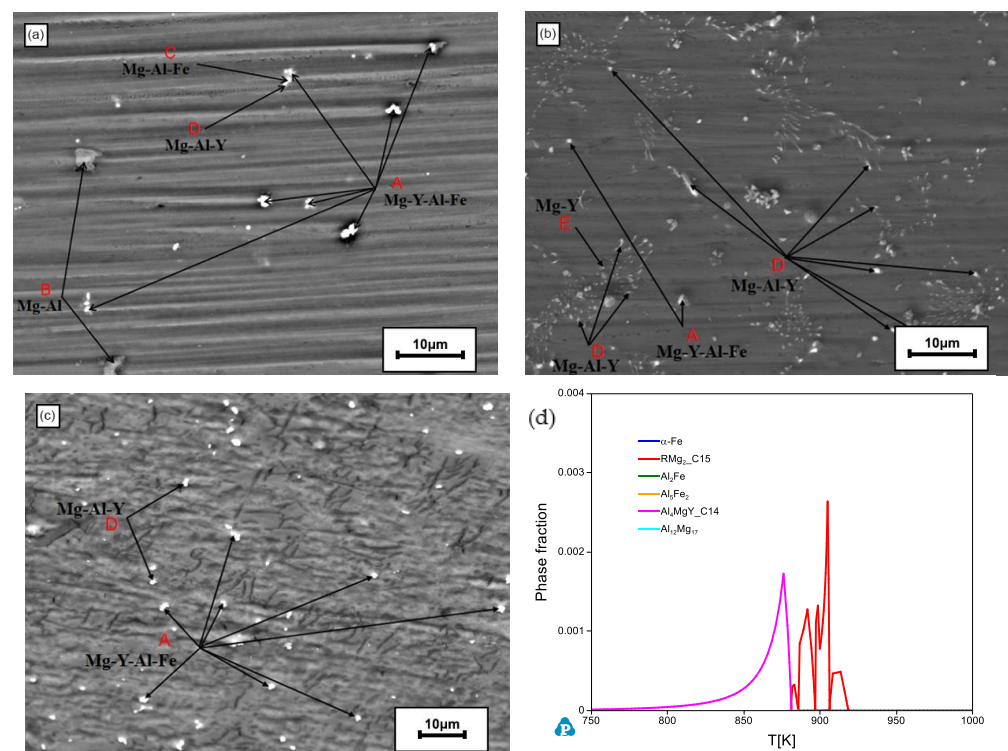 (a)
C
Mg-Al-Fe
D
Mg-Al-Y
A
Mg-Y-Al-Fe
B
Mg-Al
10µm
(b)
Mg-Y
E
D
Mg-Al-Y
D
Mg-Al-Y
A
Mg-Y-Al-Fe
10µm
(c)
Mg-Al-Y
D
A
Mg-Y-Al-Fe
10µm
(d)
0.004
0.003
0.002
0.001
0
Phase fraction
α-Fe
RMg₂_C15
Al₂Fe
Al₅Fe₂
Al₄MgY_C14
Al₁₂Mg₁₇
750
800
850
900
950
1000
T[K]
P